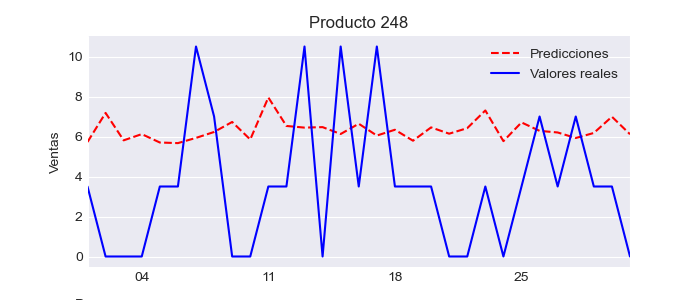 Producto 248
10
8
6
4
2
0
Ventas
Predicciones
Valores reales
04
11
18
25